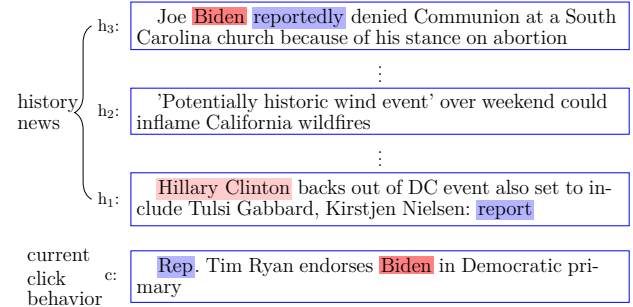 h3:
Joe Biden reportedly denied Communion at a South
Carolina church because of his stance on abortion
⋮
history
news
h2:
'Potentially historic wind event' over weekend could
inflame California wildfires
⋮
h1:
Hillary Clinton backs out of DC event also set to in-
clude Tulsi Gabbard, Kirstjen Nielsen: report
current
click
behavior
c:
Rep. Tim Ryan endorses Biden in Democratic pri-
mary